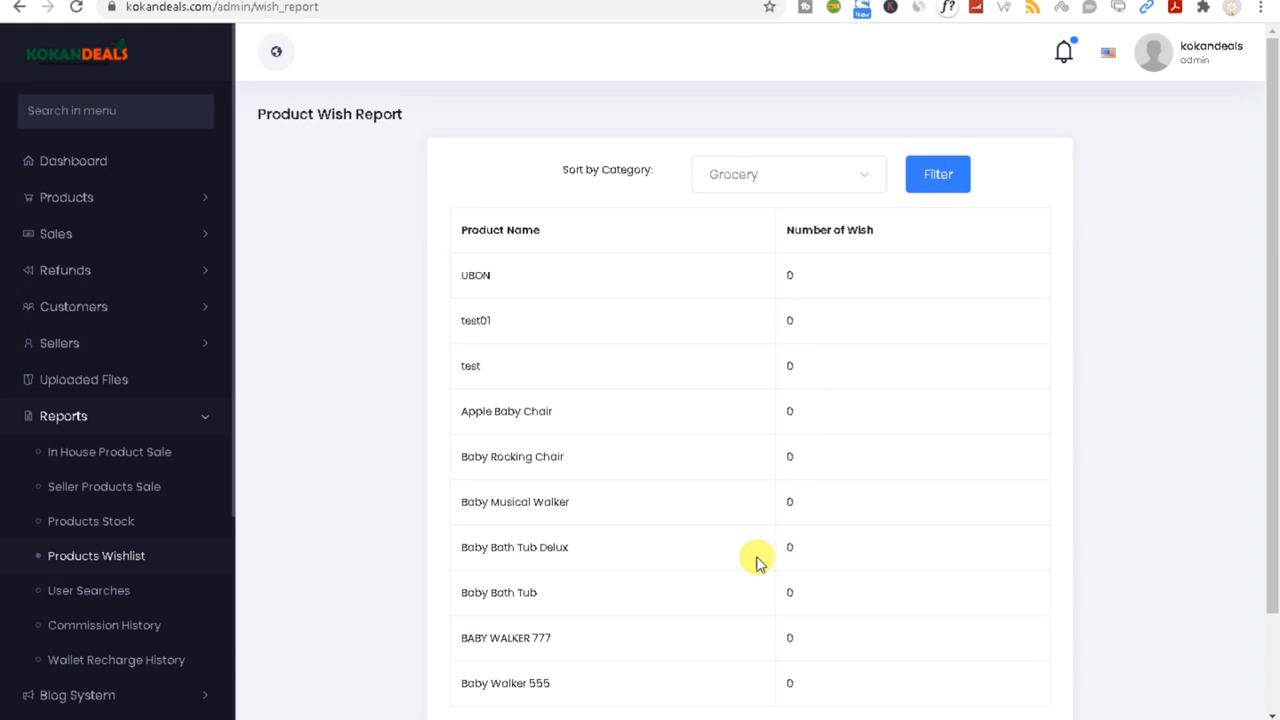 kokandeals.com/admin/wish_report
New
f?
KOKANDEALS
kokandeals
admin
Search in menu
Product Wish Report
Dashboard
Sort by Category:
Grocery
Filter
Products
Product Name
Number of Wish
Sales
Refunds
UBON
0
Customers
test01
0
Sellers
test
0
Uploaded Files
Reports
Apple Baby Chair
0
In House Product Sale
Baby Rocking Chair
0
Seller Products Sale
Baby Musical Walker
0
Products Stock
Baby Bath Tub Delux
0
Products Wishlist
User Searches
Baby Bath Tub
0
Commission History
BABY WALKER 777
0
Wallet Recharge History
Baby Walker 555
0
Blog System